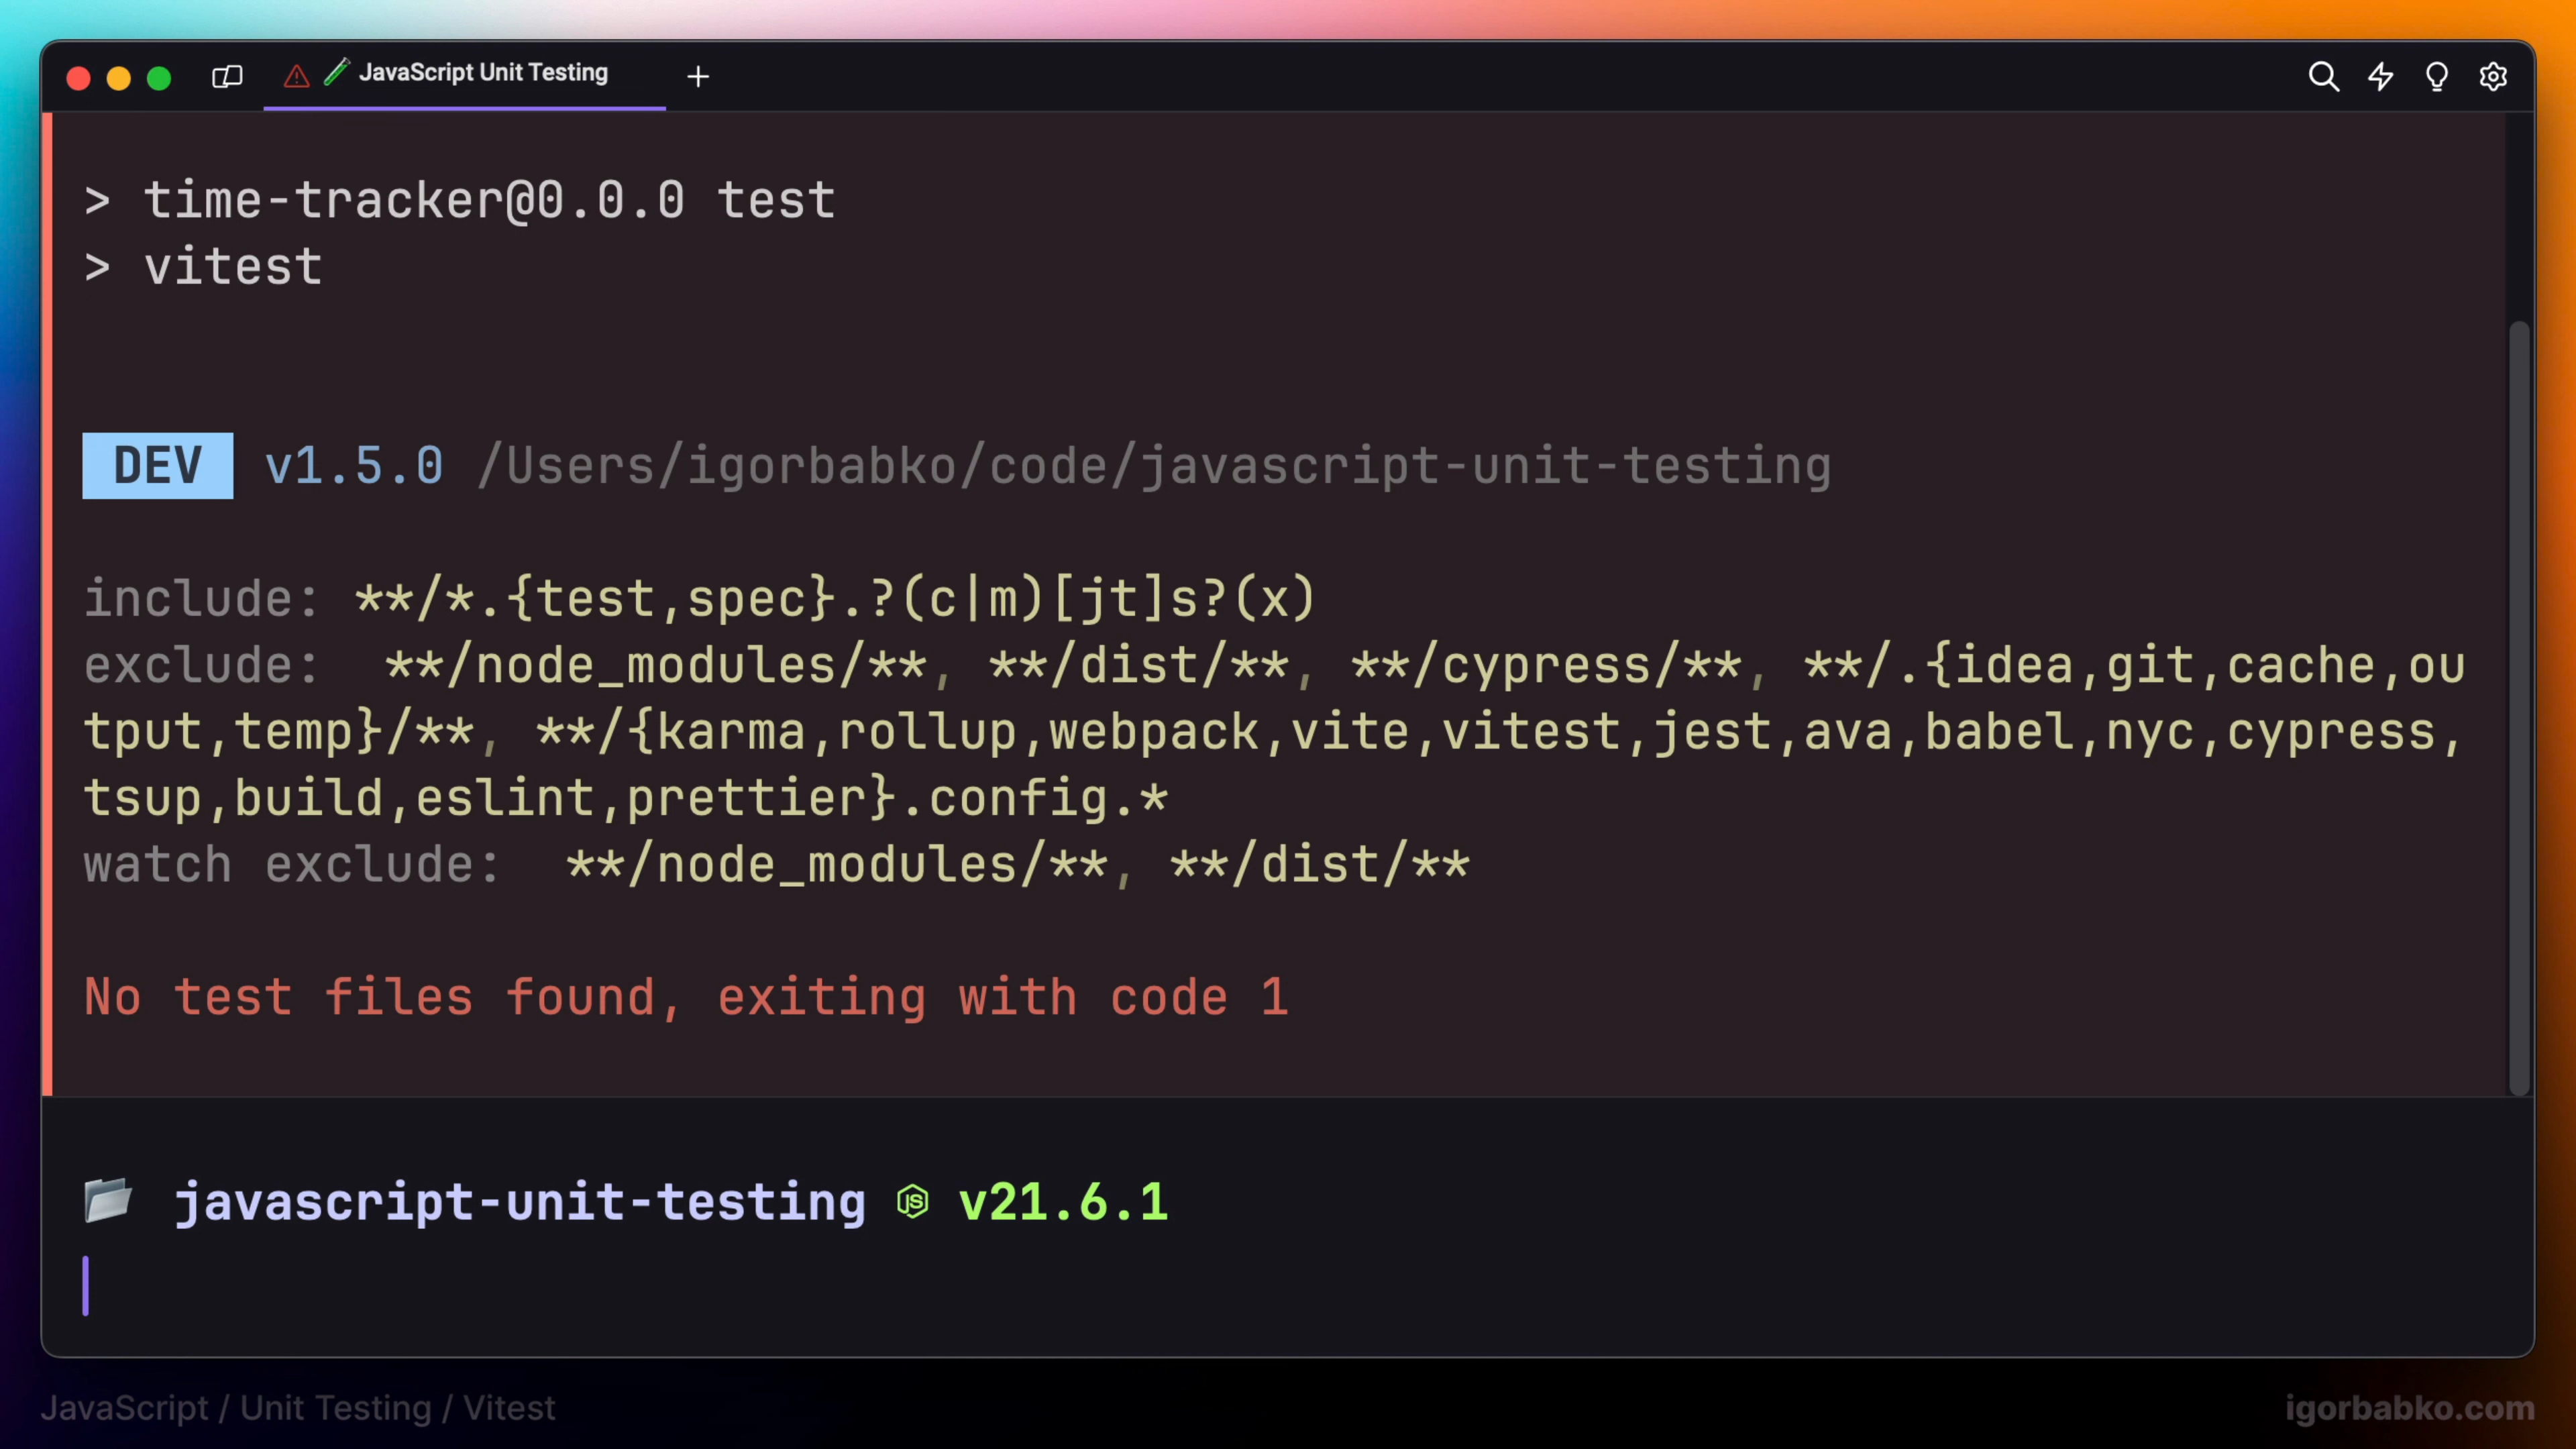 JavaScript Unit Testing
> time-tracker@0.0.0 test
> vitest
DEV v1.5.0 /Users/igorbabko/code/javascript-unit-testing
include: **/*.{test,spec}.?(c|m)[jt]s?(x)
exclude:  **/node_modules/**, **/dist/**, **/cypress/**, **/.{idea,git,cache,ou
tput,temp}/**, **/{karma,rollup,webpack,vite,vitest,jest,ava,babel,nyc,cypress,
tsup,build,eslint,prettier}.config.*
watch exclude:  **/node_modules/**, **/dist/**
No test files found, exiting with code 1
javascript-unit-testing JS v21.6.1
JavaScript / Unit Testing / Vitest
igorbabko.com